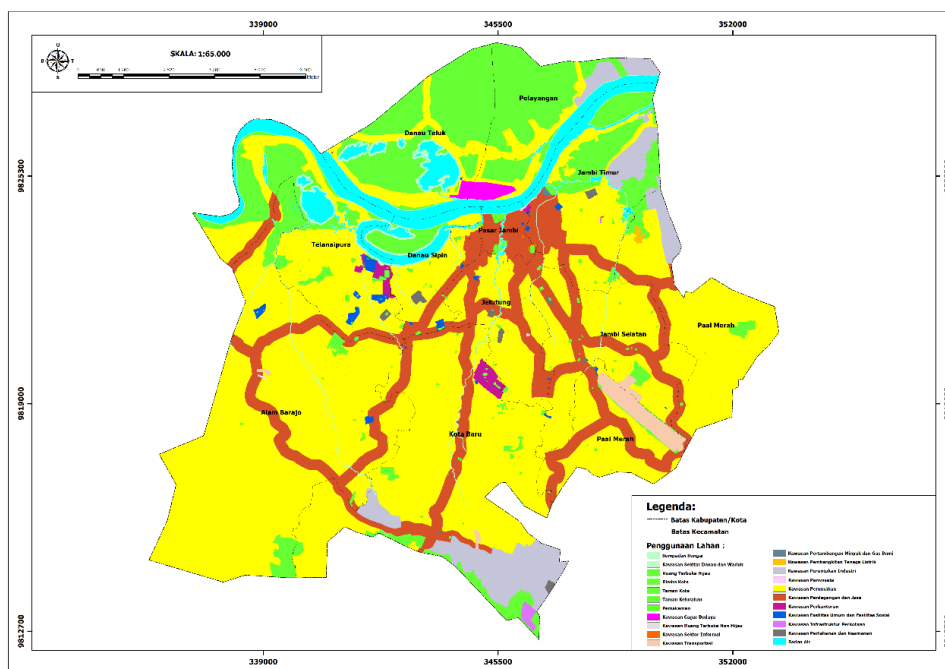 339000 345500 352000
U
SKALA: 1:65.000
B T
S
Pelayangan
Danau Teluk
9825300
Jambi Timur
Pasar Jambi
Telanaipura
Danau Sipin
Jelutung
Paal Merah
Jambi Selatan
9819000
Alam Barajo
Kota Baru
Paal Merah
Legenda:
Batas Kabupaten/Kota
Batas Kecamatan
Penggunaan Lahan :
Sempadan Sungai
Kawasan Sekitar Danau dan Waduk
Ruang Terbuka Hijau
Rimba Kota
Taman Kota
Taman Kelurahan
Pemakaman
Kawasan Cagar Budaya
Kawasan Ruang Terbuka Non Hijau
Kawasan Sektor Informal
Kawasan Transportasi
Kawasan Pertambangan Minyak dan Gas Bumi
Kawasan Pembangkitan Tenaga Listrik
Kawasan Peruntukan Industri
Kawasan Pariwisata
Kawasan Perumahan
Kawasan Perdagangan dan Jasa
Kawasan Perkantoran
Kawasan Fasilitas Umum dan Fasilitas Sosial
Kawasan Infrastruktur Perkotaan
Kawasan Pertahanan dan Keamanan
Badan Air
9812700
339000 345500 352000